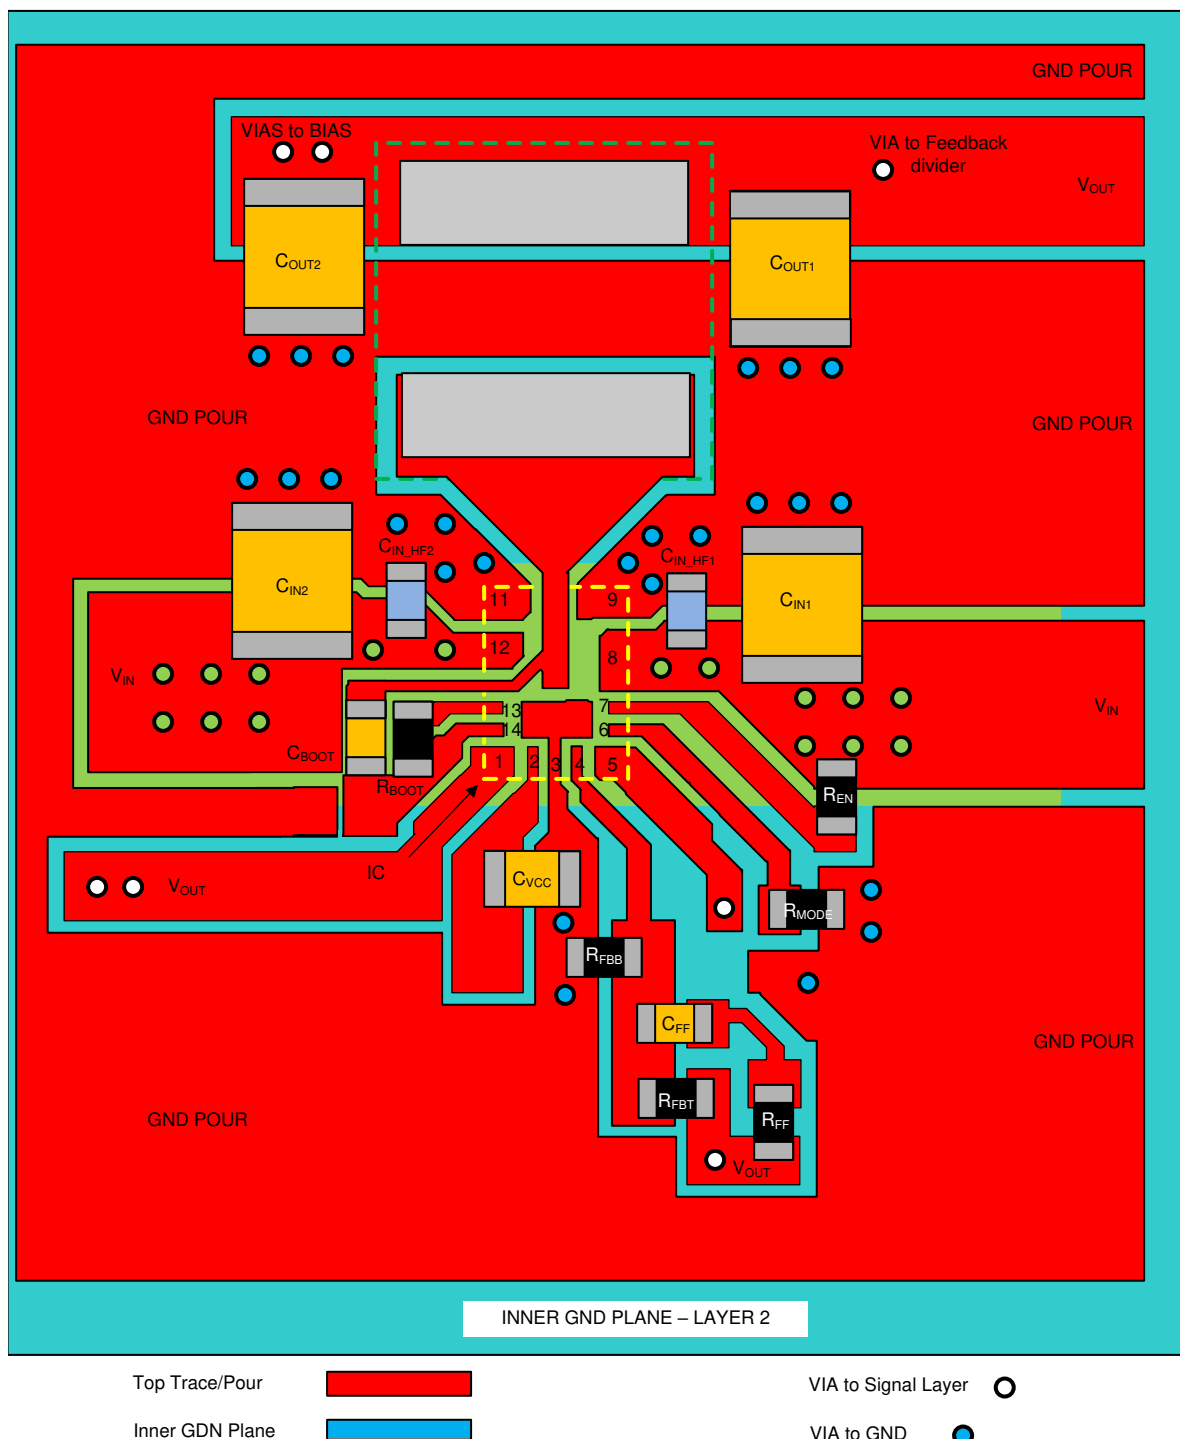 GND POUR
VIAS to BIAS
VIA to Feedback
divider
VOUT
COUT2
COUT1
GND POUR
GND POUR
CIN_HF2
CIN_HF1
CIN2
CIN1
11
9
12
8
VIN
VIN
13
7
14
6
CBOOT
1
2
3
4
5
RBOOT
REN
IC
VOUT
CVCC
RMODE
RFBB
CFF
GND POUR
RFBT
RFF
GND POUR
VOUT
INNER GND PLANE – LAYER 2
Top Trace/Pour
VIA to Signal Layer
Inner GDN Plane
VIA to GND